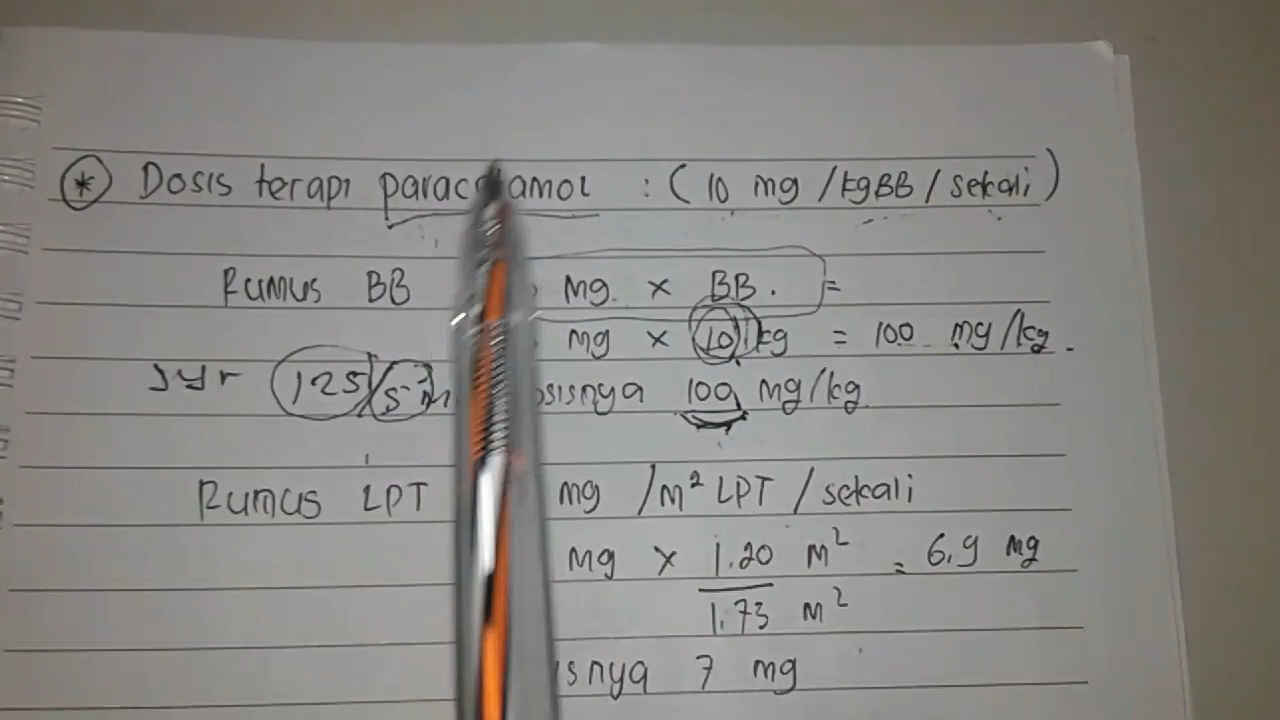 * Dosis terapi paracetamol : ( 10 mg / kgBB / sekali )
Rumus BB mg. x BB. =
mg x 10 kg = 100 mg/kg.
Syr 125/5 ml osisnya 100 mg/kg
Rumus LPT mg / m² LPT / sekali
mg x 1.20 m² = 6,9 mg
1.73 m²
isnya 7 mg